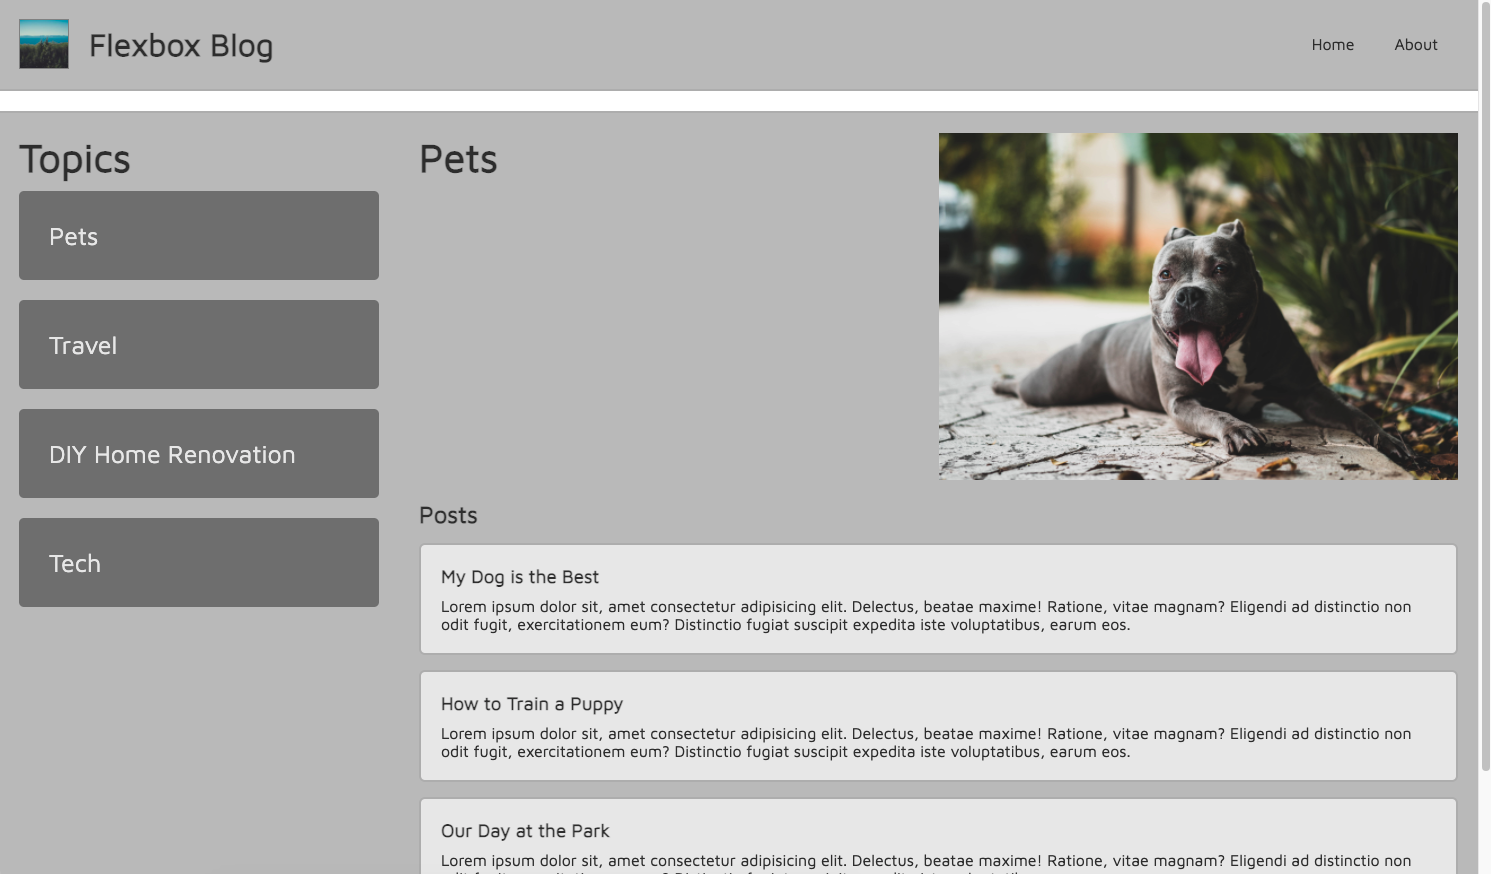 Flexbox Blog
Home
About
Topics
Pets
Travel
DIY Home Renovation
Tech
Pets
Posts
My Dog is the Best
Lorem ipsum dolor sit, amet consectetur adipisicing elit. Delectus, beatae maxime! Ratione, vitae magnam? Eligendi ad distinctio non
odit fugit, exercitationem eum? Distinctio fugiat suscipit expedita iste voluptatibus, earum eos.
How to Train a Puppy
Lorem ipsum dolor sit, amet consectetur adipisicing elit. Delectus, beatae maxime! Ratione, vitae magnam? Eligendi ad distinctio non
odit fugit, exercitationem eum? Distinctio fugiat suscipit expedita iste voluptatibus, earum eos.
Our Day at the Park
Lorem ipsum dolor sit, amet consectetur adipisicing elit. Delectus, beatae maxime! Ratione, vitae magnam? Eligendi ad distinctio non